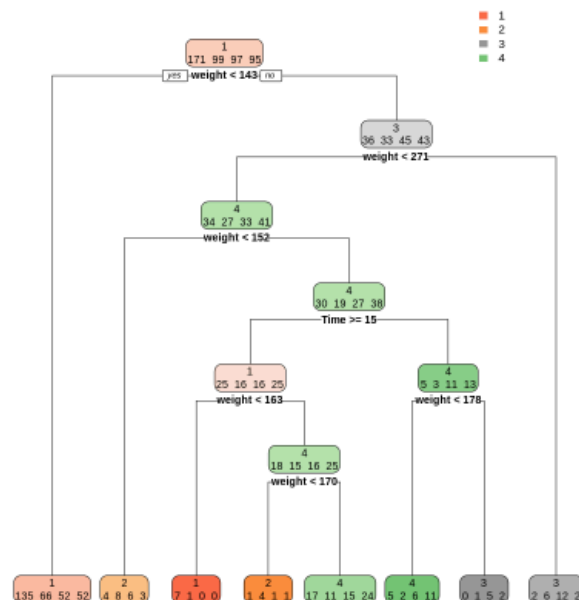 1
2
3
4
1
171 99 97 95
yes weight < 143 no
3
36 33 45 43
weight < 271
4
34 27 33 41
weight < 152
4
30 19 27 38
Time >= 15
1
25 16 16 25
weight < 163
4
5 3 11 13
weight < 178
4
18 15 16 25
weight < 170
1
135 66 52 52
2
4 8 6 3
1
7 1 0 0
2
1 4 1 1
4
17 11 15 24
4
5 2 6 11
3
0 1 5 2
3
2 6 12 2